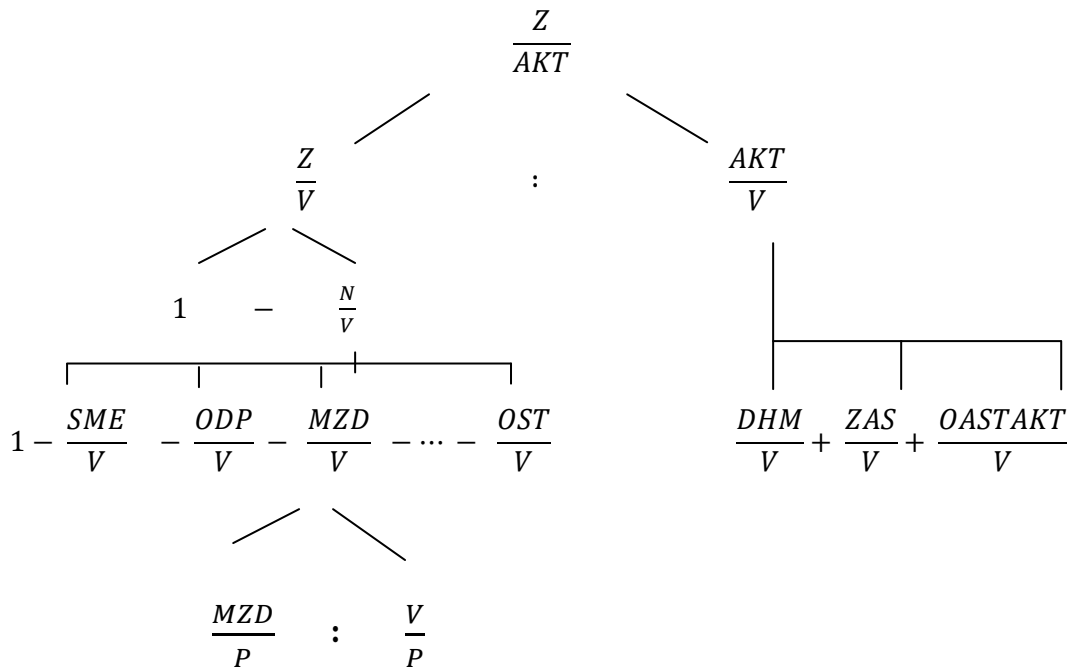 Z
AKT
Z
V
:
AKT
V
1 − N
V
1 − SME
V
− ODP
V
− MZD
V
− ⋯ − OST
V
DHM
V
+ ZAS
V
+ OASTAKT
V
MZD
P
:
V
P